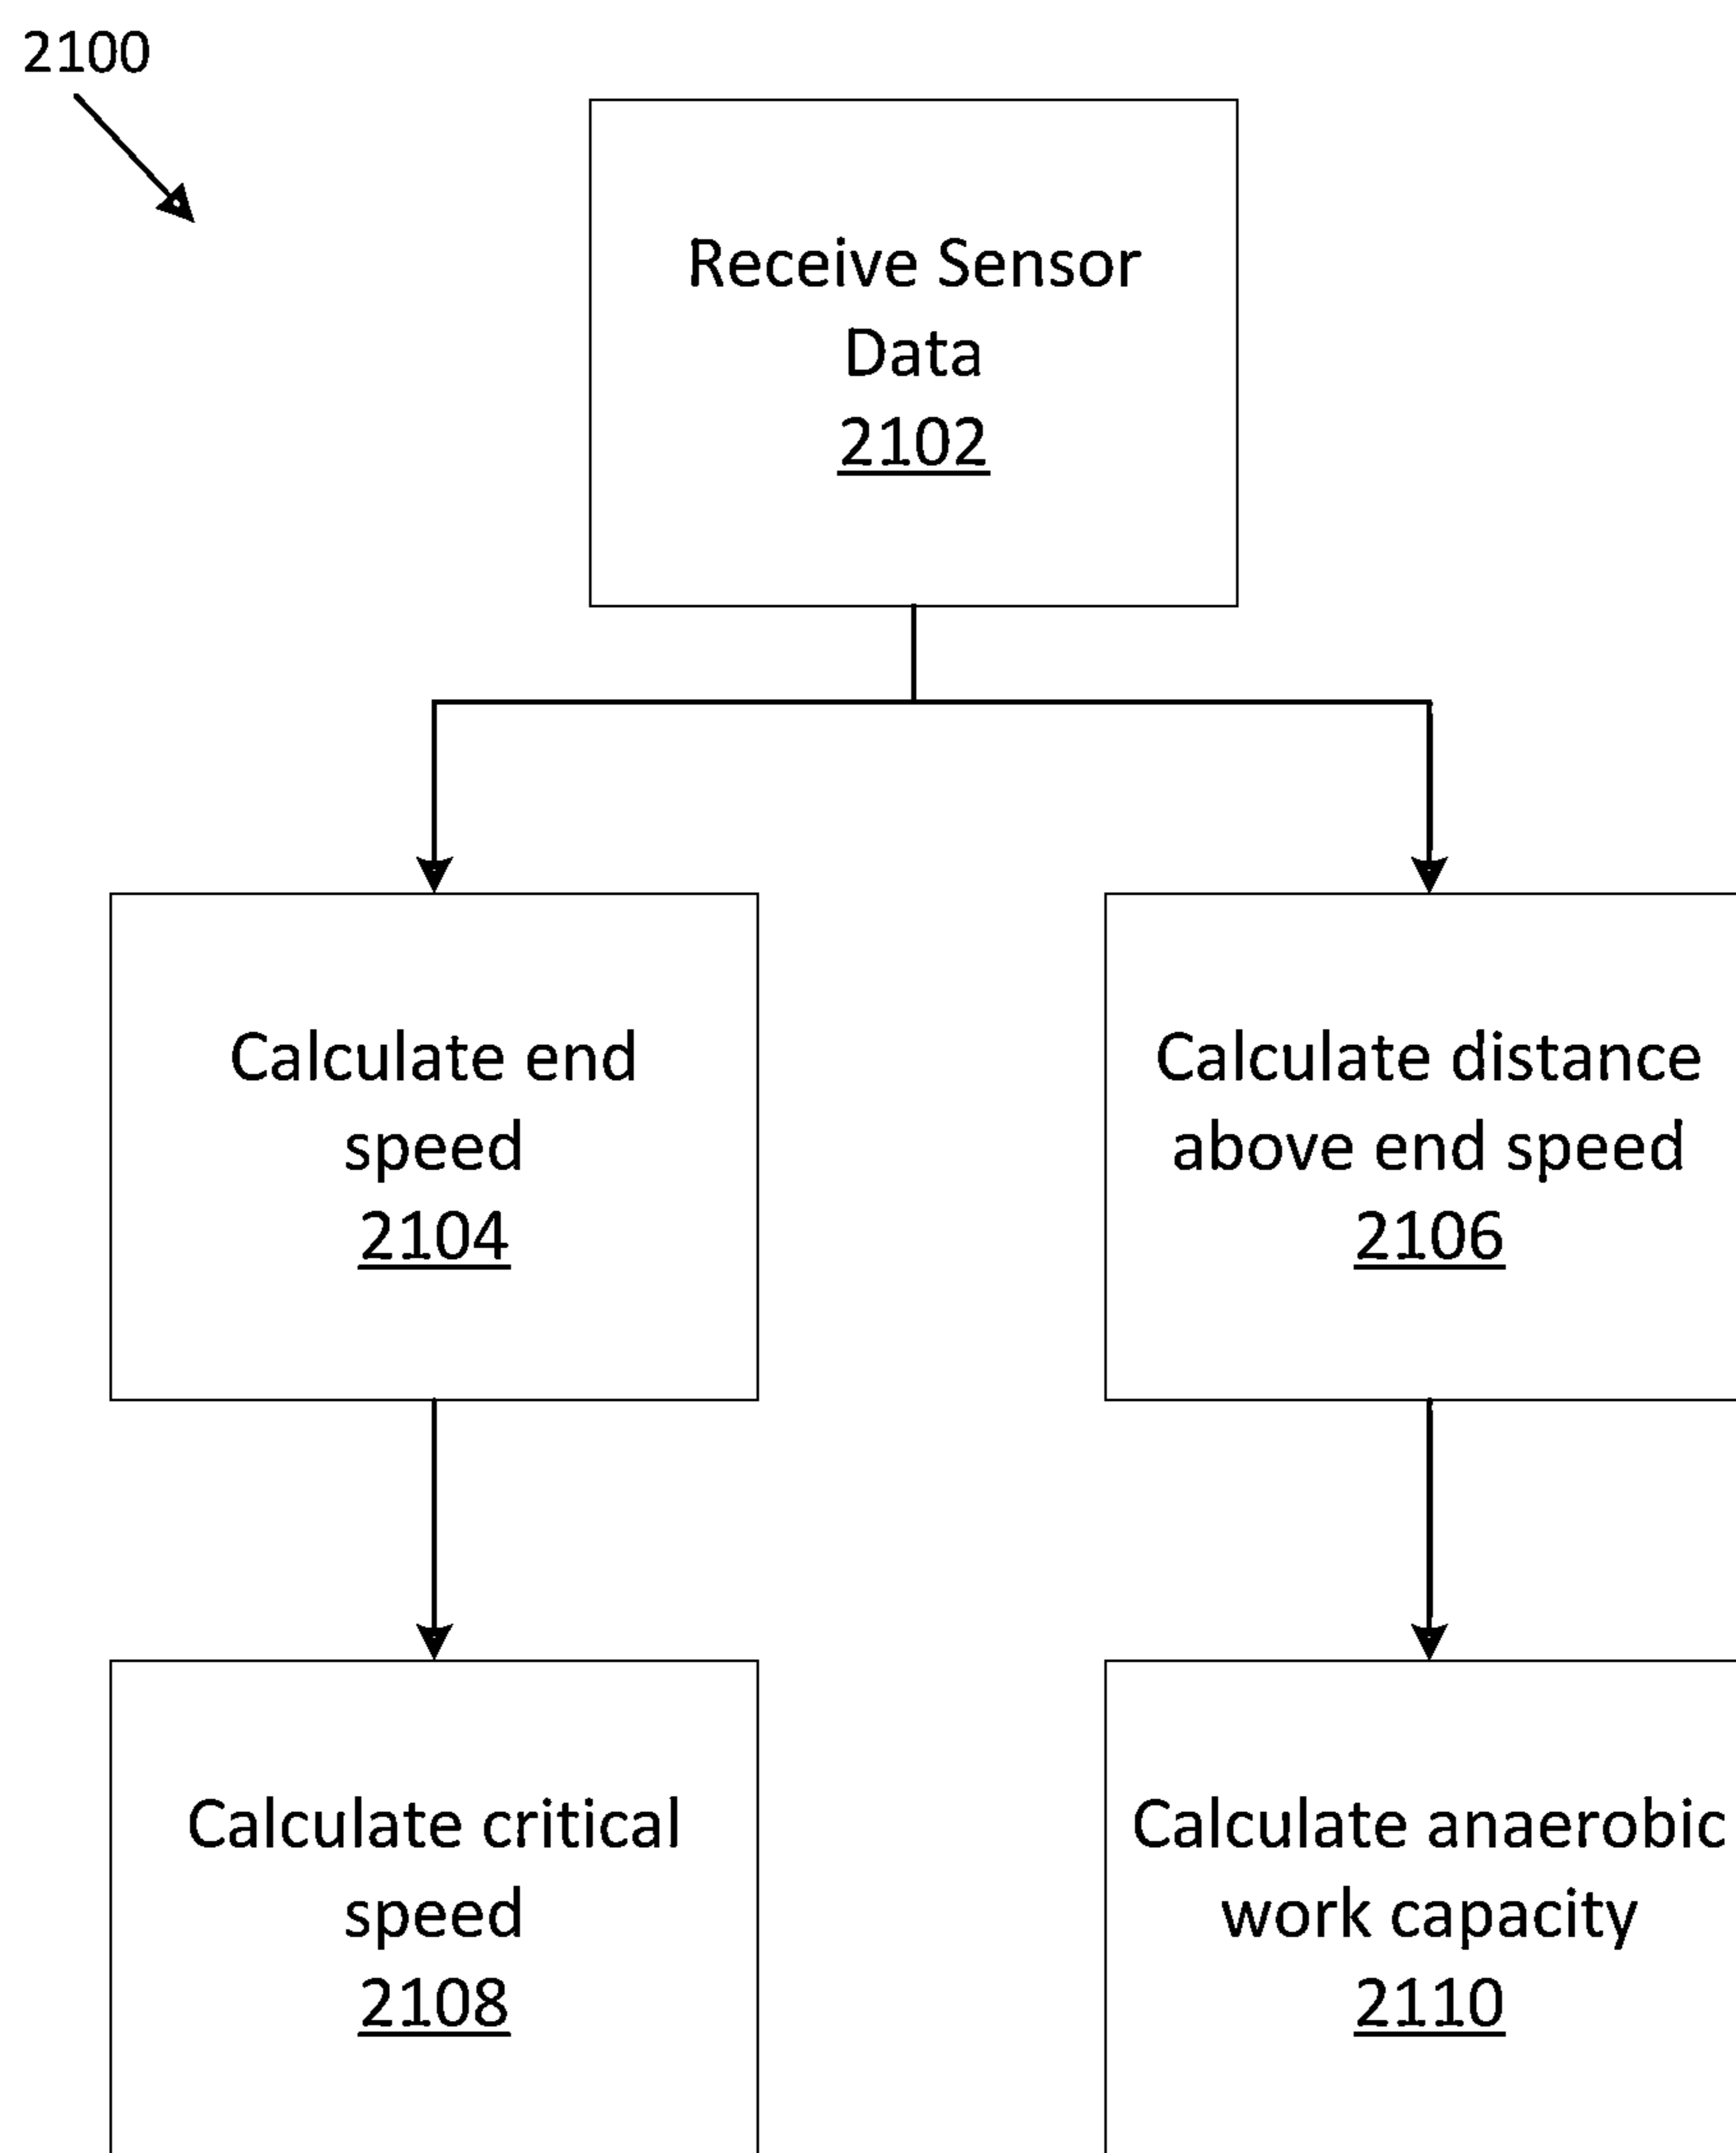 2100
Receive Sensor
Data
2102
Calculate end
speed
2104
Calculate distance
above end speed
2106
Calculate critical
speed
2108
Calculate anaerobic
work capacity
2110